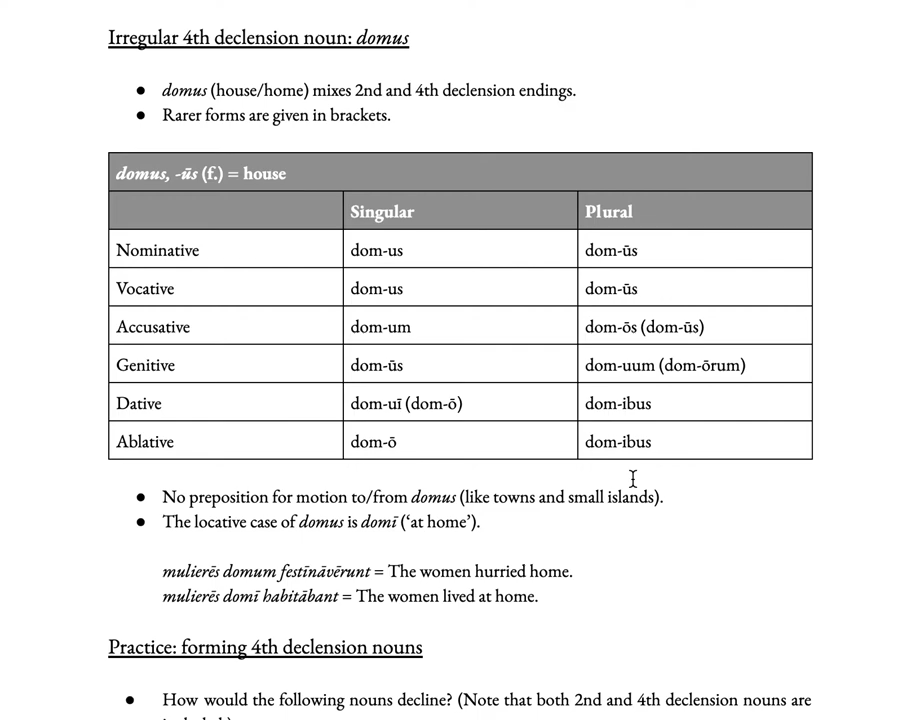 Irregular 4th declension noun: domus
● domus (house/home) mixes 2nd and 4th declension endings.
● Rarer forms are given in brackets.
domus, -ūs (f.) = house
Singular Plural
Nominative dom-us dom-ūs
Vocative dom-us dom-ūs
Accusative dom-um dom-ōs (dom-ūs)
Genitive dom-ūs dom-uum (dom-ōrum)
Dative dom-uī (dom-ō) dom-ibus
Ablative dom-ō dom-ibus
● No preposition for motion to/from domus (like towns and small islands).
● The locative case of domus is domī (‘at home’).
mulierēs domum festīnāvērunt = The women hurried home.
mulierēs domī habitābant = The women lived at home.
Practice: forming 4th declension nouns
● How would the following nouns decline? (Note that both 2nd and 4th declension nouns are